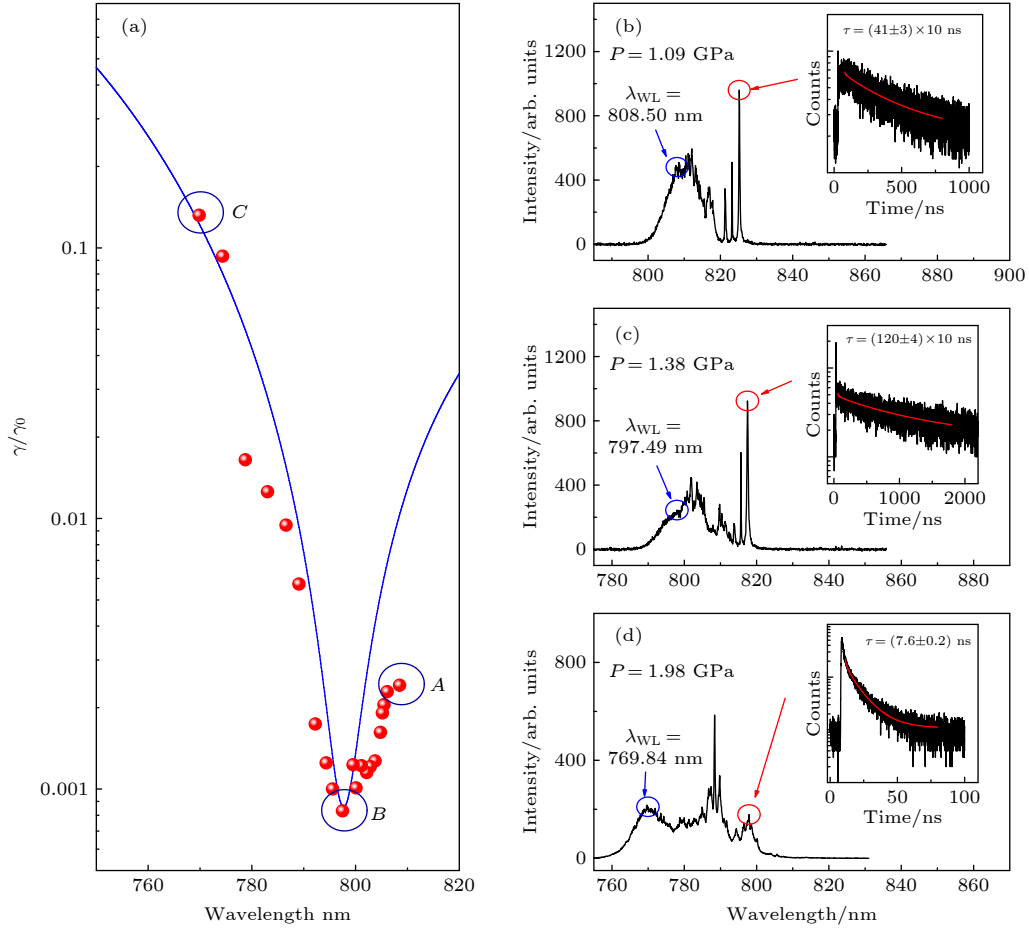 (a)
C
A
B
0.1
0.01
0.001
γ/γ0
760
780
800
820
Wavelength nm
(b)
P = 1.09 GPa
λWL =
808.50 nm
τ = (41±3)×10 ns
Counts
0
500
1000
Time/ns
1200
800
400
0
Intensity/arb. units
800
820
840
860
880
900
(c)
P = 1.38 GPa
λWL =
797.49 nm
τ = (120±4)×10 ns
Counts
0
1000
2000
Time/ns
1200
800
400
0
Intensity/arb. units
780
800
820
840
860
880
(d)
P = 1.98 GPa
λWL =
769.84 nm
τ = (7.6±0.2) ns
Counts
0
50
100
Time/ns
800
400
0
Intensity/arb. units
760
780
800
820
840
860
Wavelength/nm